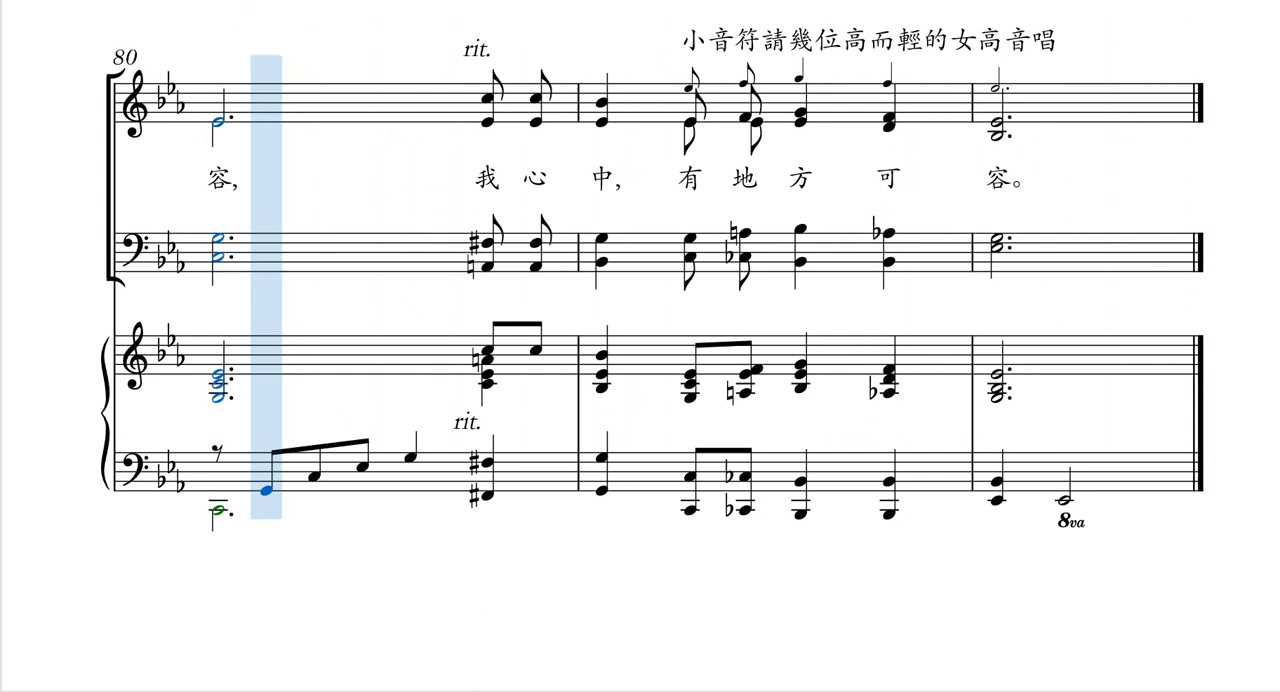 小音符請幾位高而輕的女高音唱
80
rit.
容, 我 心 中, 有 地 方 可 容。
rit.
8va